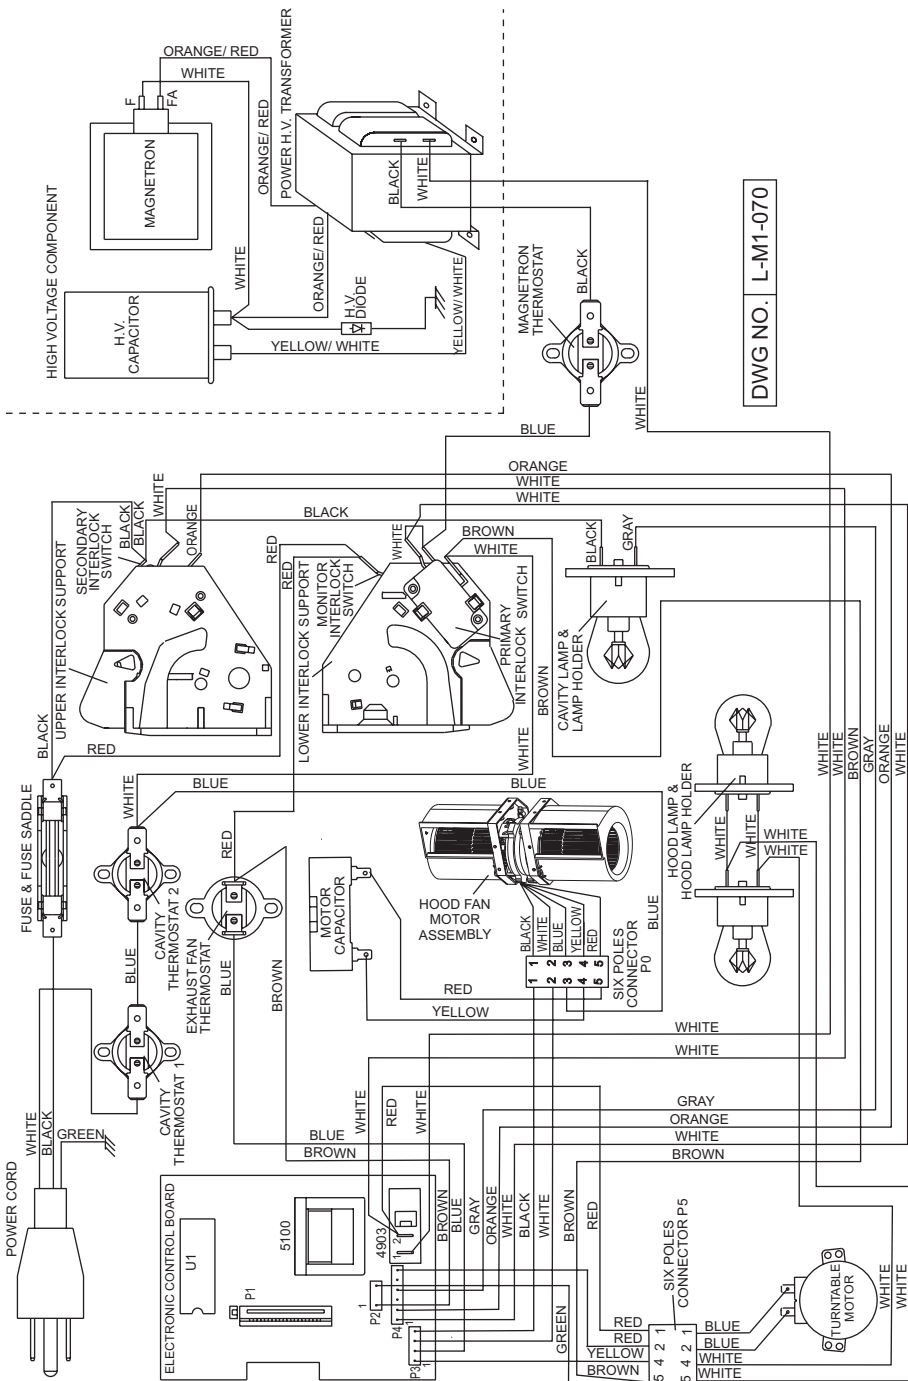 ORANGE/ RED
WHITE
F
FA
MAGNETRON
ORANGE/ RED
POWER H.V. TRANSFORMER
HIGH VOLTAGE COMPONENT
H.V.
CAPACITOR
WHITE
ORANGE/ RED
H.V.
DIODE
YELLOW/ WHITE
YELLOW/ WHITE
BLACK
WHITE
MAGNETRON
THERMOSTAT
BLACK
DWG NO. L-M1-070
WHITE
BLUE
ORANGE
WHITE
WHITE
BLACK
UPPER INTERLOCK SUPPORT
SECONDARY
INTERLOCK
SWITCH
BLACK
BLACK
WHITE
ORANGE
RED
RED
LOWER INTERLOCK SUPPORT
MONITOR
INTERLOCK
SWITCH
WHITE
BROWN
WHITE
PRIMARY
INTERLOCK SWITCH
BROWN
WHITE
BLACK
GRAY
CAVITY LAMP &
LAMP HOLDER
BLACK
RED
FUSE & FUSE SADDLE
WHITE
BLUE
BLUE
RED
CAVITY
THERMOSTAT 2
EXHAUST FAN
THERMOSTAT
BLUE
BLUE
BROWN
MOTOR
CAPACITOR
HOOD FAN
MOTOR
ASSEMBLY
BLACK
WHITE
BLUE
YELLOW
RED
1 2 3 4 5
1 2 3 4 5
SIX POLES
CONNECTOR
P0
BLUE
RED
YELLOW
HOOD LAMP &
HOOD LAMP HOLDER
WHITE
WHITE
WHITE
WHITE
WHITE
WHITE
BROWN
GRAY
ORANGE
WHITE
WHITE
WHITE
CAVITY
THERMOSTAT 1
POWER CORD
WHITE
BLACK
GREEN
WHITE
RED
WHITE
GRAY
ORANGE
WHITE
BROWN
BLUE
BROWN
ELECTRONIC CONTROL BOARD
U1
P1
5100
4903
1 2
P2
1
P4
1
P3
1
BROWN
BLUE
GRAY
ORANGE
WHITE
BLACK
WHITE
BROWN
RED
GREEN
SIX POLES
CONNECTOR P5
RED
RED
YELLOW
BROWN
5 4 2 1
5 4 2 1
BLUE
BLUE
WHITE
WHITE
TURNTABLE
MOTOR
WHITE
WHITE